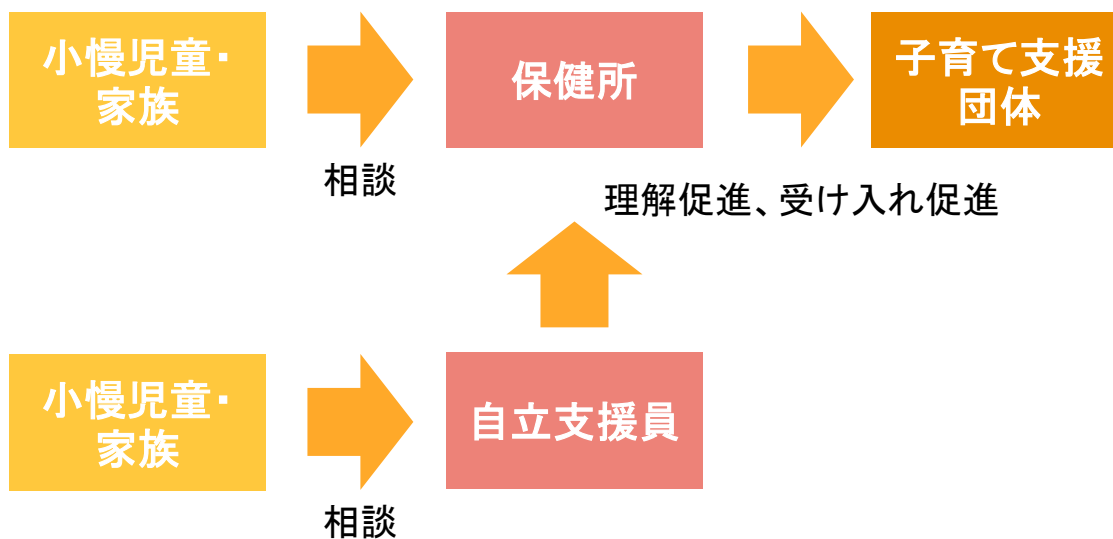 小慢児童・
家族
保健所
子育て支援
団体
相談
理解促進、受け入れ促進
小慢児童・
家族
自立支援員
相談